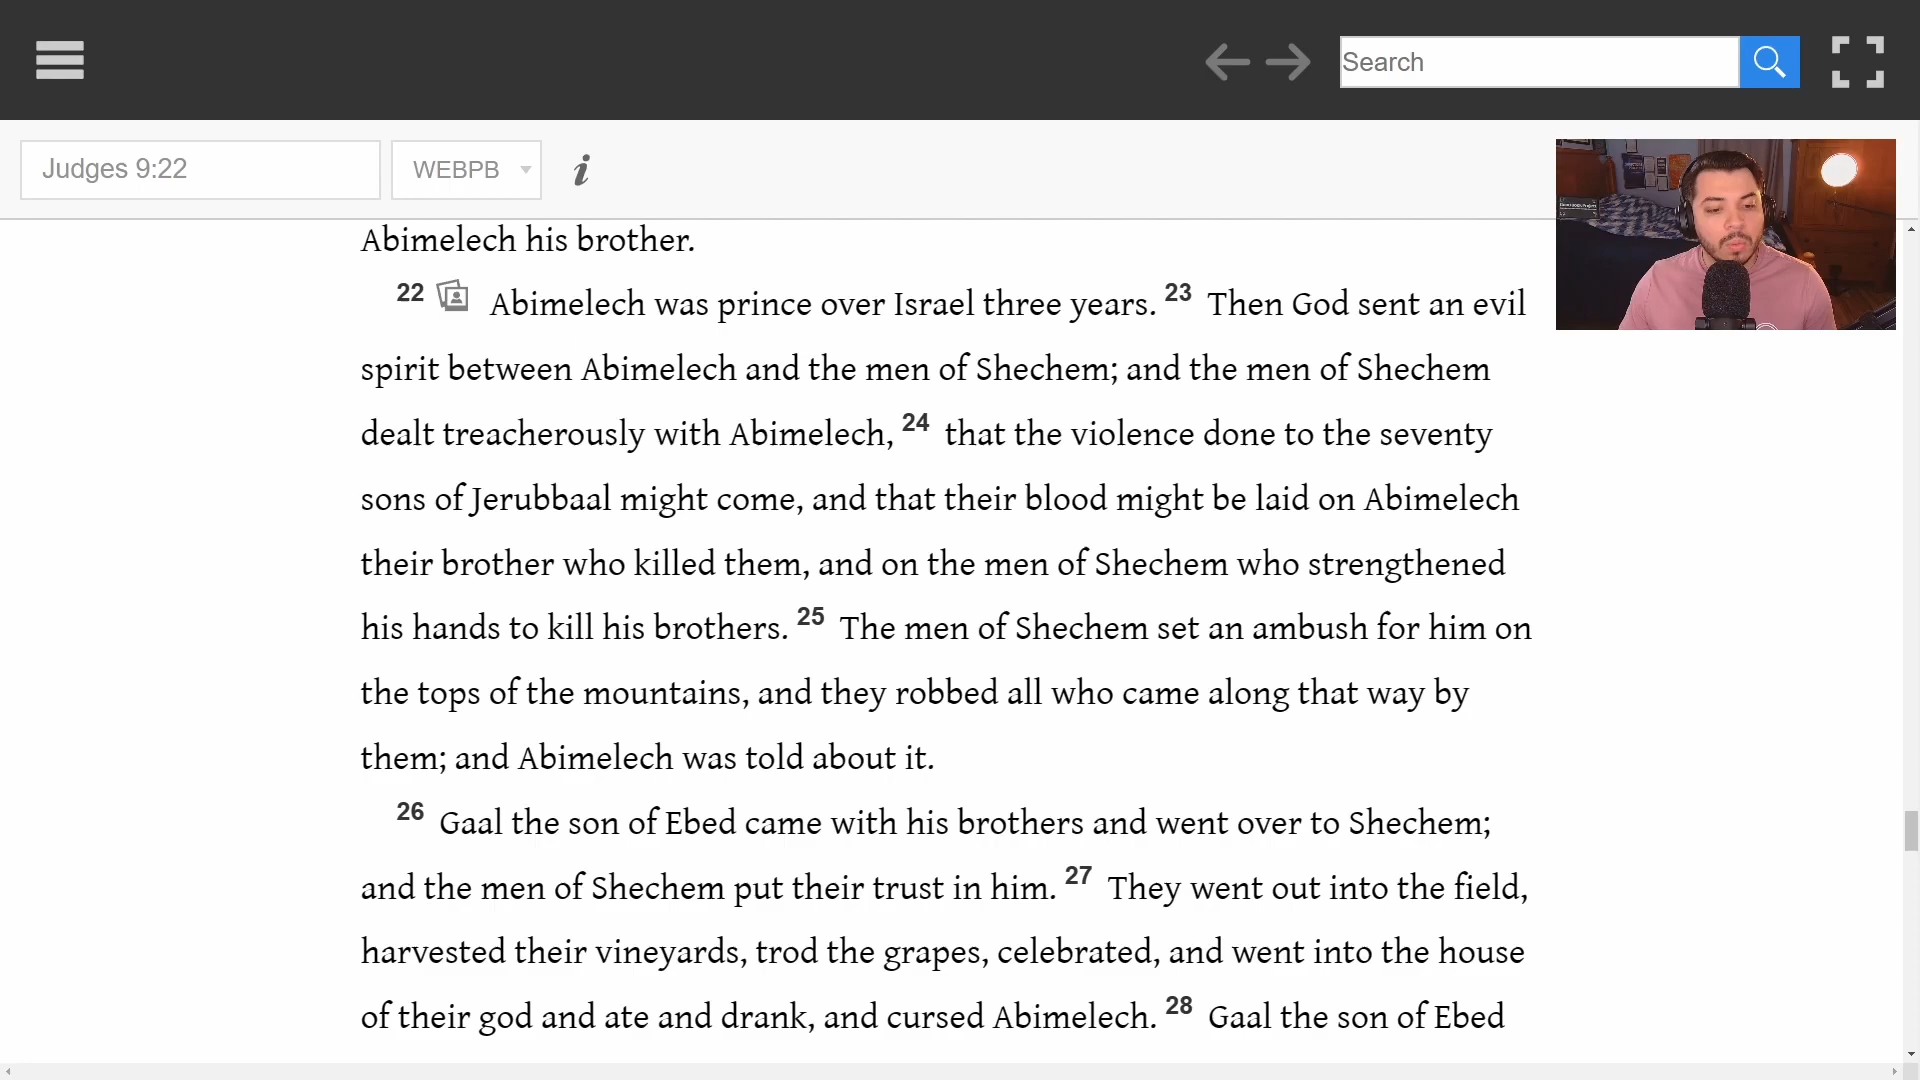 Search
Judges 9:22
WEBPB
i
Abimelech his brother.
22 Abimelech was prince over Israel three years. 23 Then God sent an evil
spirit between Abimelech and the men of Shechem; and the men of Shechem
dealt treacherously with Abimelech, 24 that the violence done to the seventy
sons of Jerubbaal might come, and that their blood might be laid on Abimelech
their brother who killed them, and on the men of Shechem who strengthened
his hands to kill his brothers. 25 The men of Shechem set an ambush for him on
the tops of the mountains, and they robbed all who came along that way by
them; and Abimelech was told about it.
26 Gaal the son of Ebed came with his brothers and went over to Shechem;
and the men of Shechem put their trust in him. 27 They went out into the field,
harvested their vineyards, trod the grapes, celebrated, and went into the house
of their god and ate and drank, and cursed Abimelech. 28 Gaal the son of Ebed